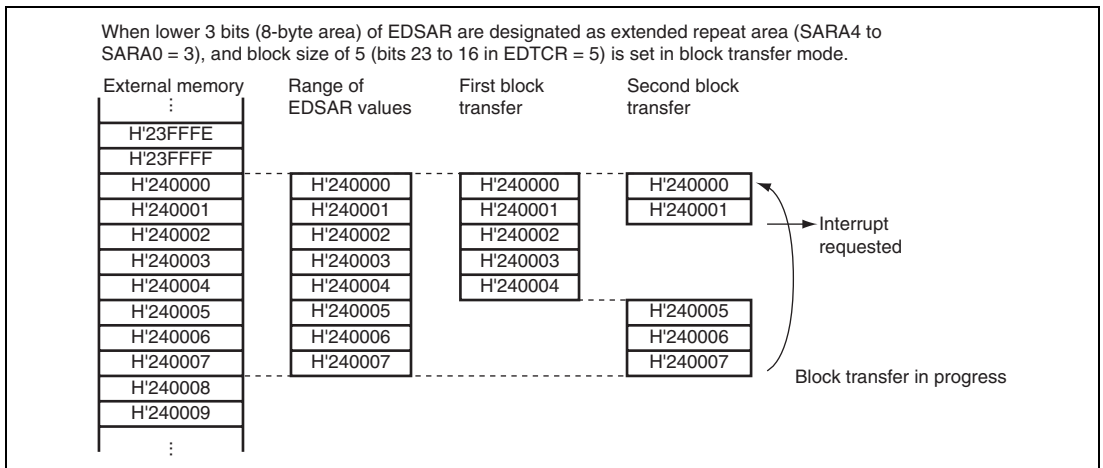 When lower 3 bits (8-byte area) of EDSAR are designated as extended repeat area (SARA4 to
SARA0 = 3), and block size of 5 (bits 23 to 16 in EDTCR = 5) is set in block transfer mode.
External memory
⋮
H'23FFFE
H'23FFFF
H'240000
H'240001
H'240002
H'240003
H'240004
H'240005
H'240006
H'240007
H'240008
H'240009
⋮
Range of
EDSAR values
H'240000
H'240001
H'240002
H'240003
H'240004
H'240005
H'240006
H'240007
First block
transfer
H'240000
H'240001
H'240002
H'240003
H'240004
Second block
transfer
H'240000
H'240001
H'240005
H'240006
H'240007
Interrupt
requested
Block transfer in progress